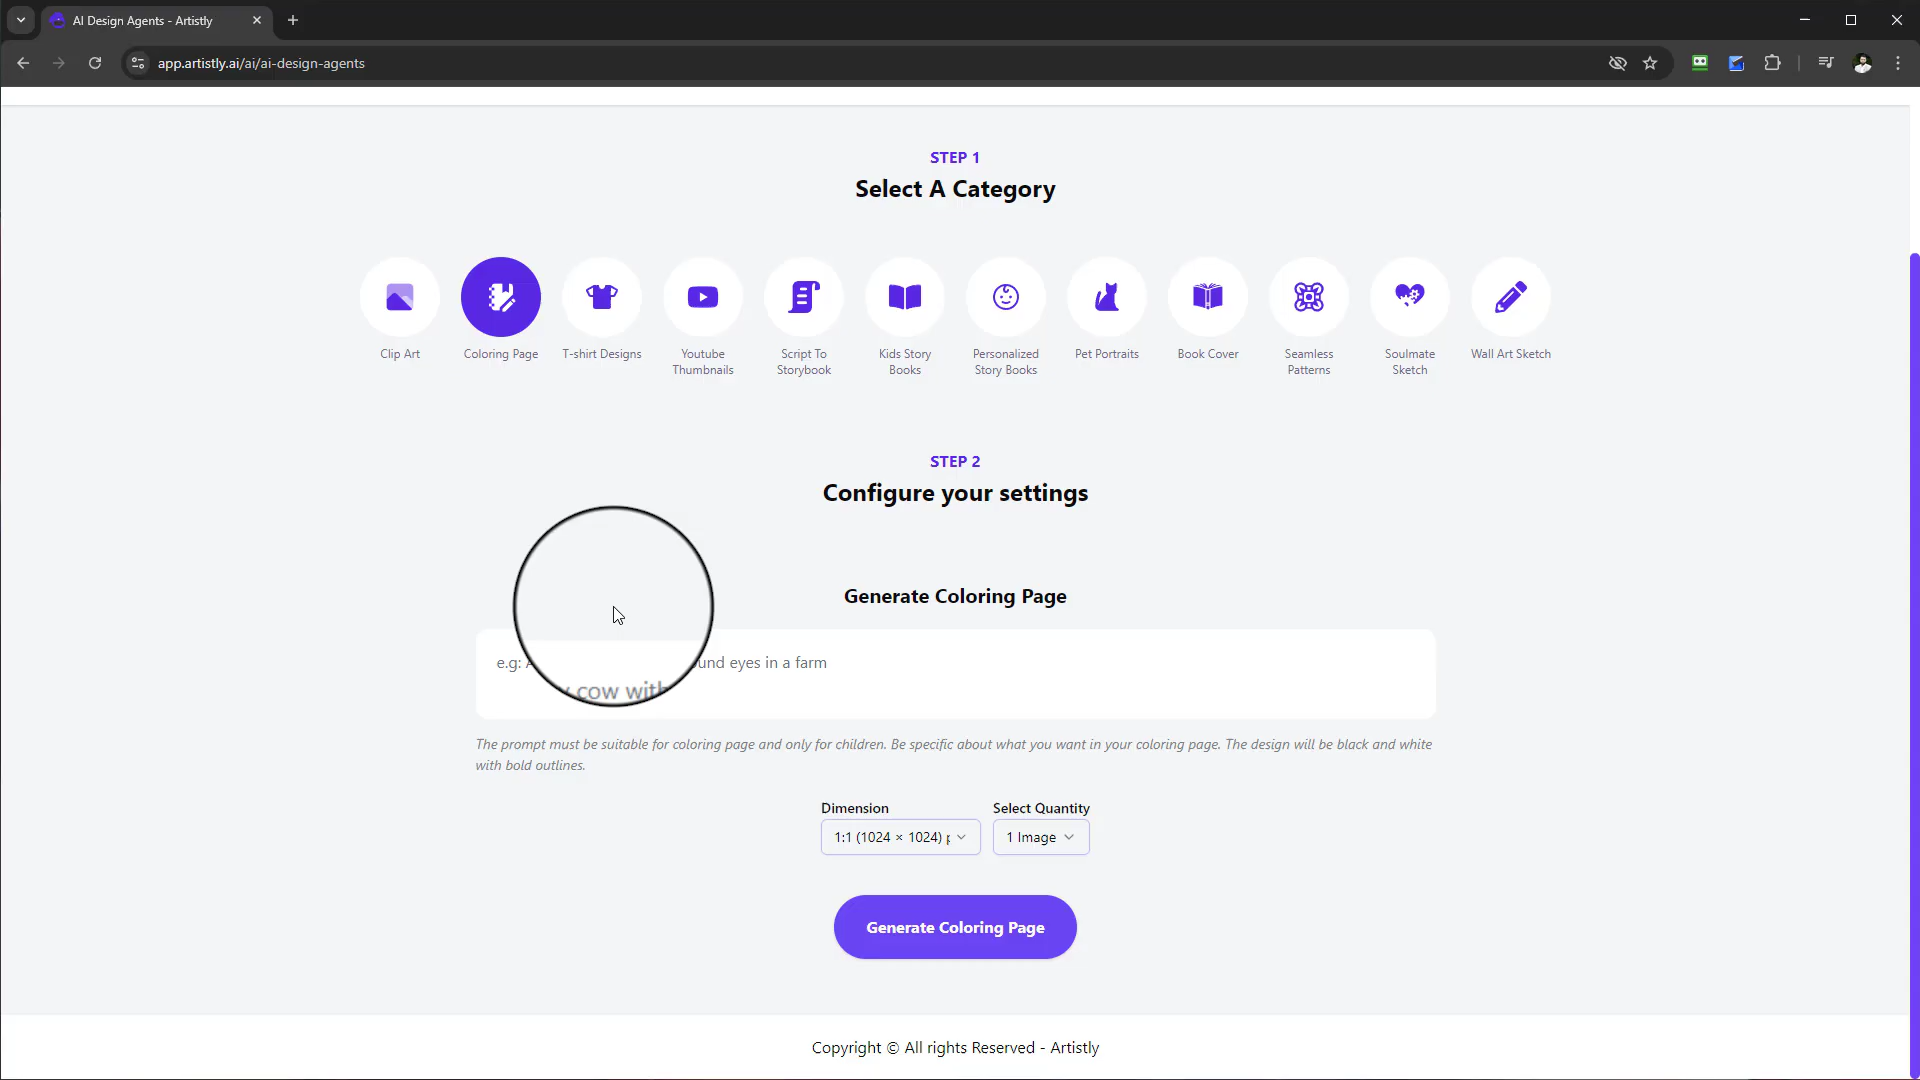 AI Design Agents - Artistly
app.artistly.ai/ai/ai-design-agents
STEP 1
Select A Category
Clip Art
Coloring Page
T-shirt Designs
Youtube
Thumbnails
Script To
Storybook
Kids Story
Books
Personalized
Story Books
Pet Portraits
Book Cover
Seamless
Patterns
Soulmate
Sketch
Wall Art Sketch
STEP 2
Configure your settings
Generate Coloring Page
e.g: eyes in a farm
cow with
The prompt must be suitable for coloring page and only for children. Be specific about what you want in your coloring page. The design will be black and white
with bold outlines.
Dimension
Select Quantity
1:1 (1024 × 1024)
1 Image
Generate Coloring Page
Copyright © All rights Reserved - Artistly